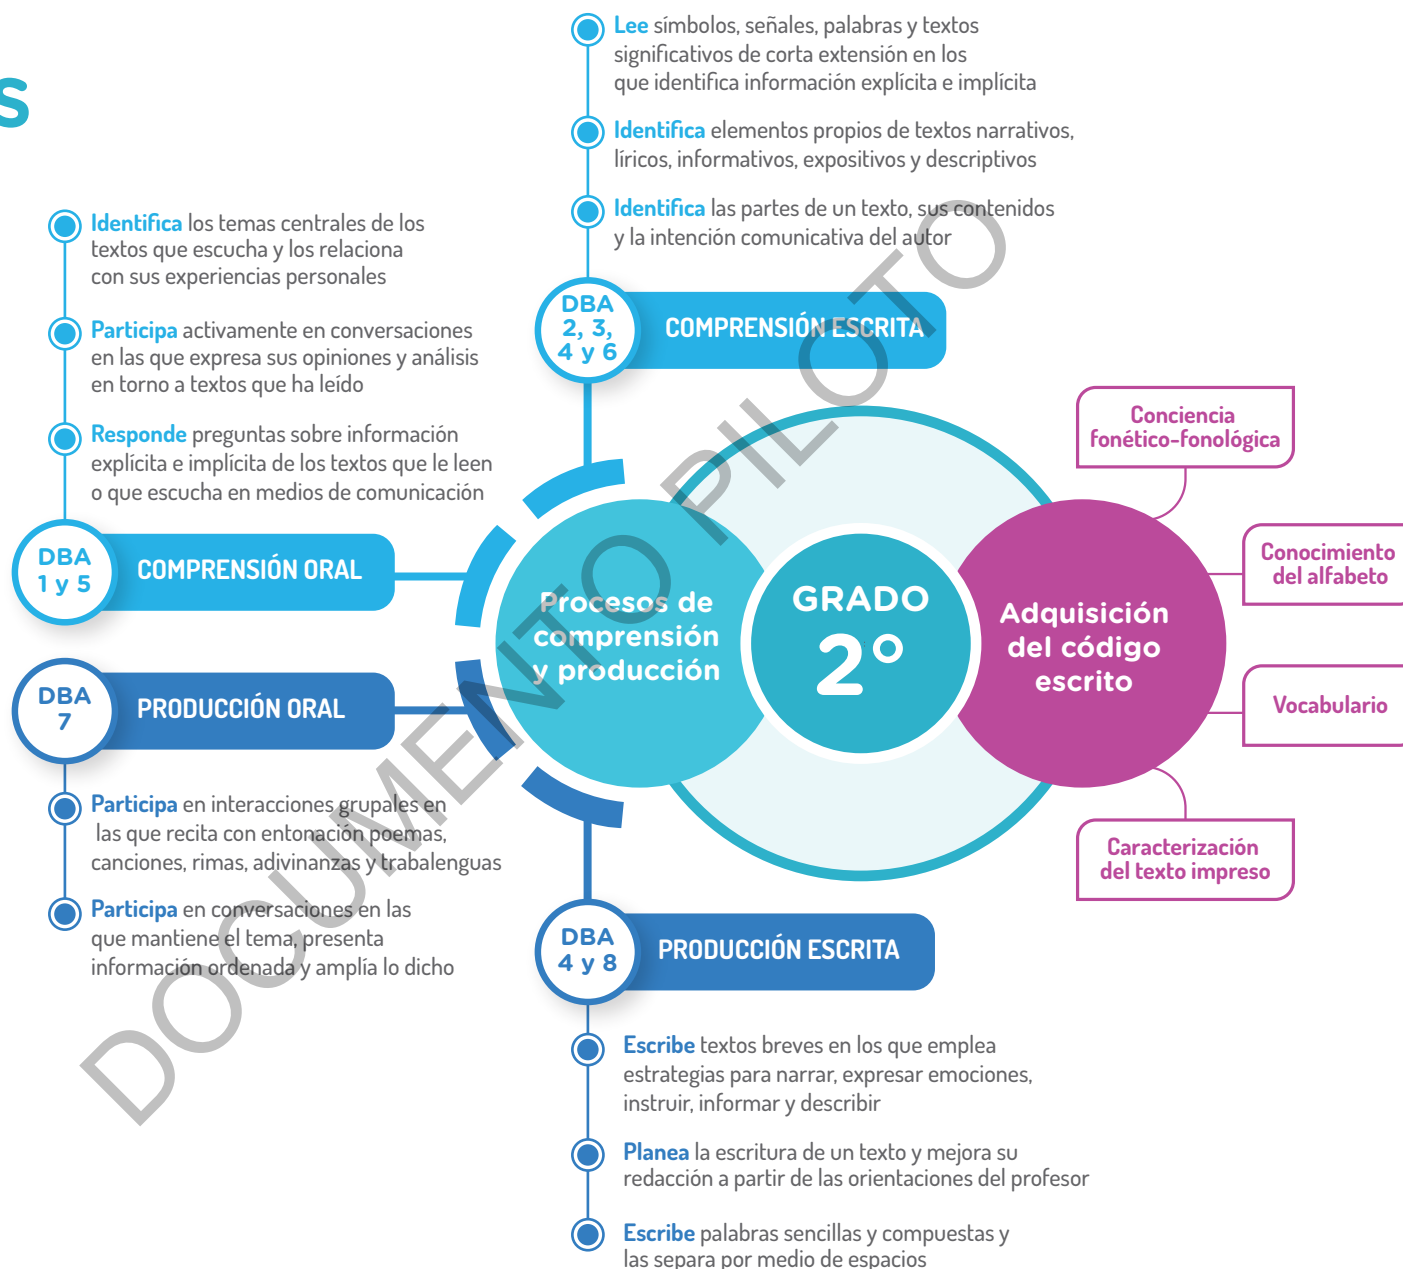 s
Lee símbolos, señales, palabras y textos
significativos de corta extensión en los
que identifica información explícita e implícita
Identifica elementos propios de textos narrativos,
líricos, informativos, expositivos y descriptivos
Identifica las partes de un texto, sus contenidos
y la intención comunicativa del autor
DBA
2, 3,
4 y 6
COMPRENSIÓN ESCRITA
Identifica los temas centrales de los
textos que escucha y los relaciona
con sus experiencias personales
Participa activamente en conversaciones
en las que expresa sus opiniones y análisis
en torno a textos que ha leído
Responde preguntas sobre información
explícita e implícita de los textos que le leen
o que escucha en medios de comunicación
DBA
1 y 5
COMPRENSIÓN ORAL
DBA
7
PRODUCCIÓN ORAL
Participa en interacciones grupales en
las que recita con entonación poemas,
canciones, rimas, adivinanzas y trabalenguas
Participa en conversaciones en las
que mantiene el tema, presenta
información ordenada y amplía lo dicho
Procesos de
comprensión
y producción
GRADO
2°
Adquisición
del código
escrito
Conciencia
fonético-fonológica
Conocimiento
del alfabeto
Vocabulario
Caracterización
del texto impreso
DBA
4 y 8
PRODUCCIÓN ESCRITA
Escribe textos breves en los que emplea
estrategias para narrar, expresar emociones,
instruir, informar y describir
Planea la escritura de un texto y mejora su
redacción a partir de las orientaciones del profesor
Escribe palabras sencillas y compuestas y
las separa por medio de espacios
DOCUMENTO PILOTO